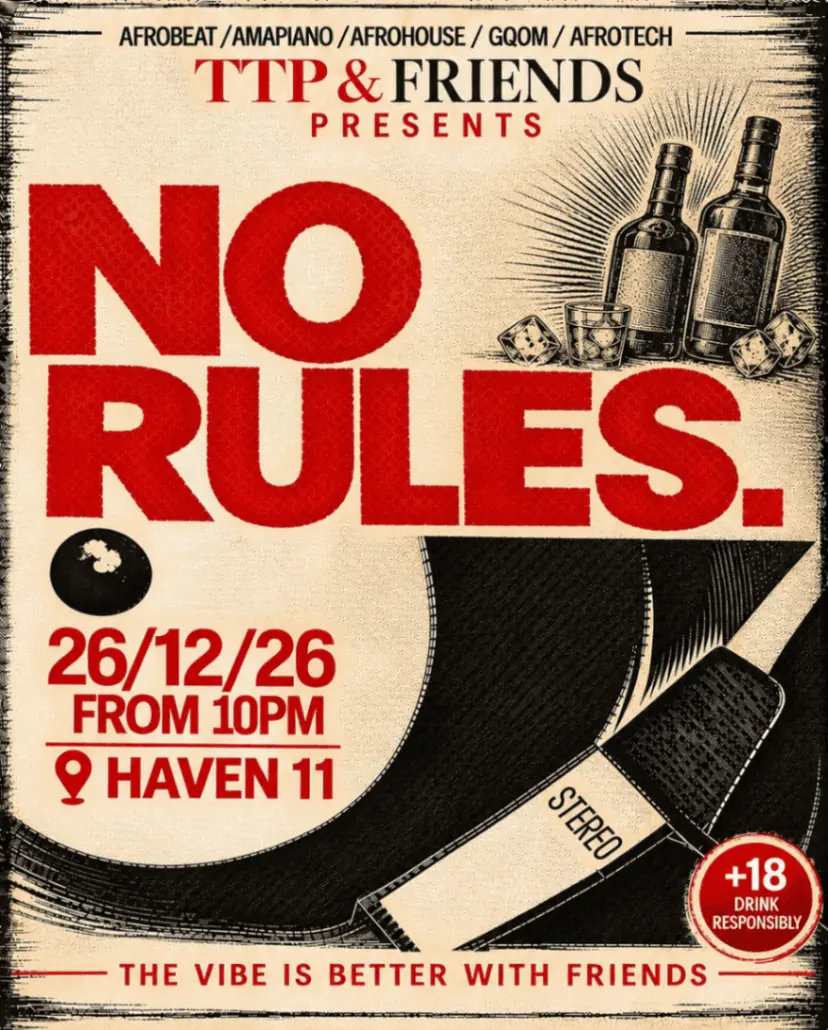 AFROBEAT /AMAPIANO /AFROHOUSE / GQOM / AFROTECH
TTP & FRIENDS
PRESENTS
NO
RULES.
26/12/26
FROM 10PM
HAVEN 11
STEREO
+18
DRINK
RESPONSIBLY
THE VIBE IS BETTER WITH FRIENDS